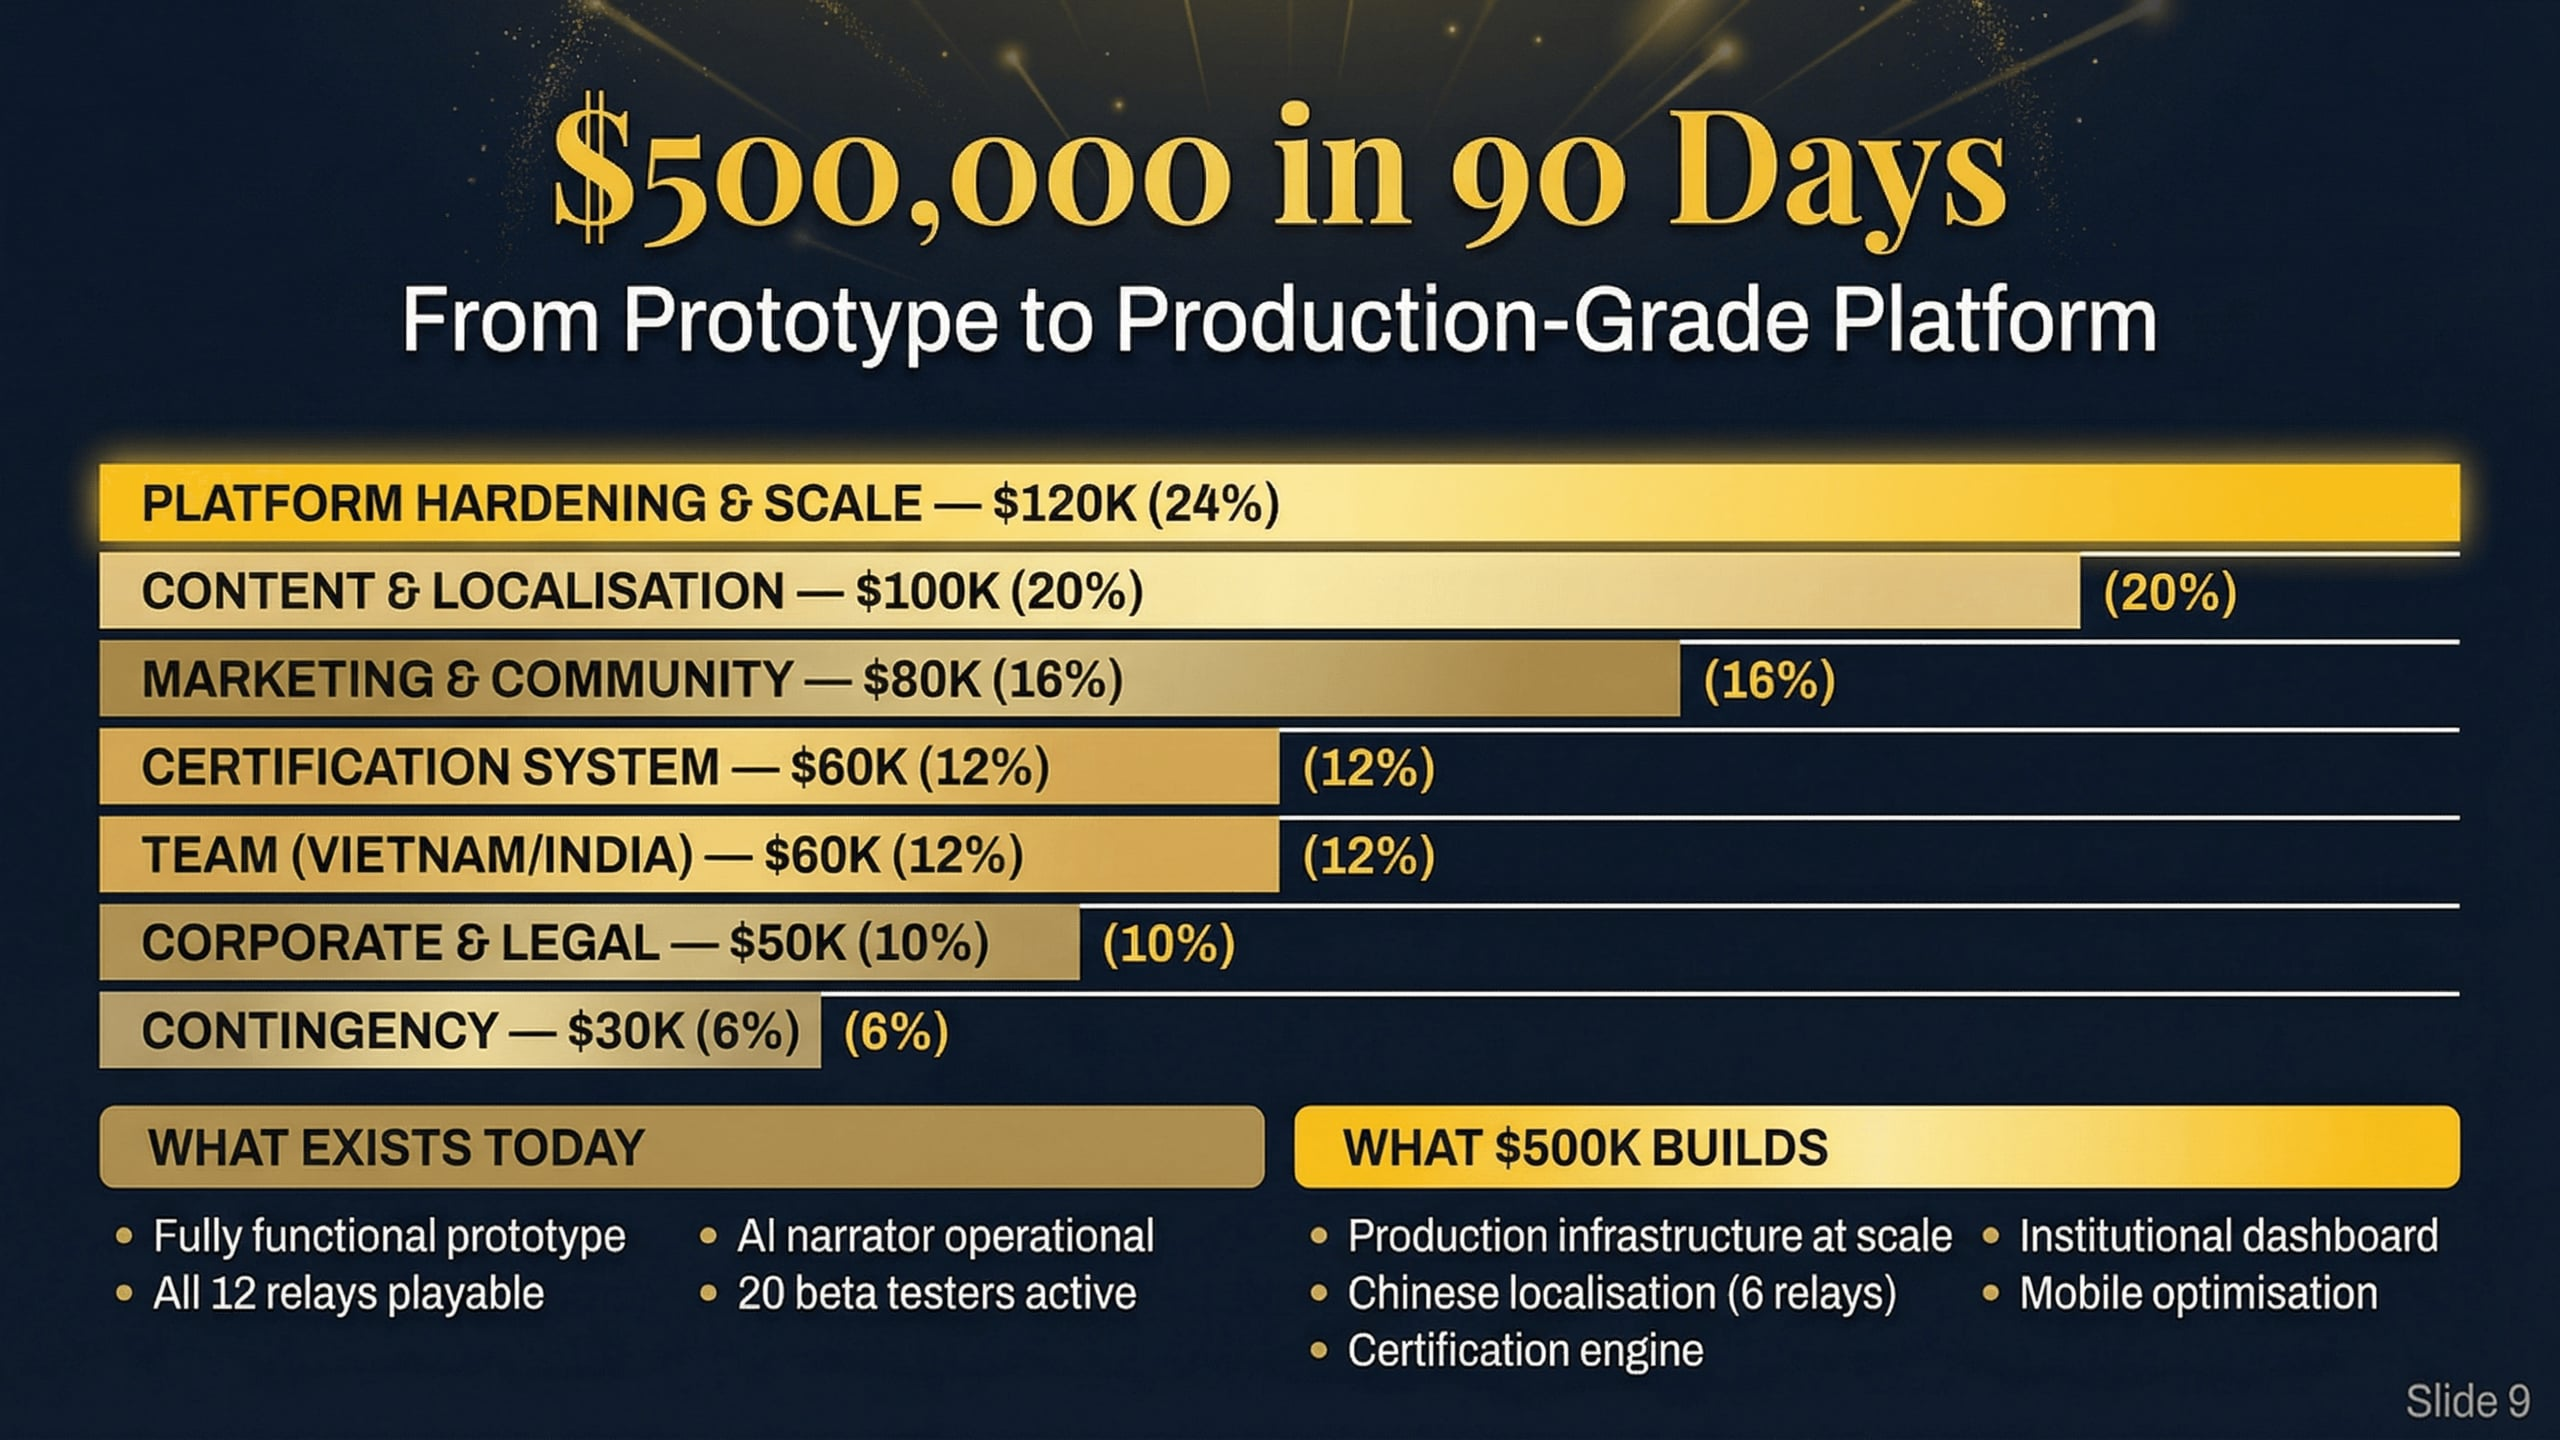 $500,000 in 90 Days
From Prototype to Production-Grade Platform
PLATFORM HARDENING & SCALE — $120K (24%)
CONTENT & LOCALISATION — $100K (20%) (20%)
MARKETING & COMMUNITY — $80K (16%) (16%)
CERTIFICATION SYSTEM — $60K (12%) (12%)
TEAM (VIETNAM/INDIA) — $60K (12%) (12%)
CORPORATE & LEGAL — $50K (10%) (10%)
CONTINGENCY — $30K (6%) (6%)
WHAT EXISTS TODAY
• Fully functional prototype
• All 12 relays playable
• AI narrator operational
• 20 beta testers active
WHAT $500K BUILDS
• Production infrastructure at scale
• Chinese localisation (6 relays)
• Certification engine
• Institutional dashboard
• Mobile optimisation
Slide 9